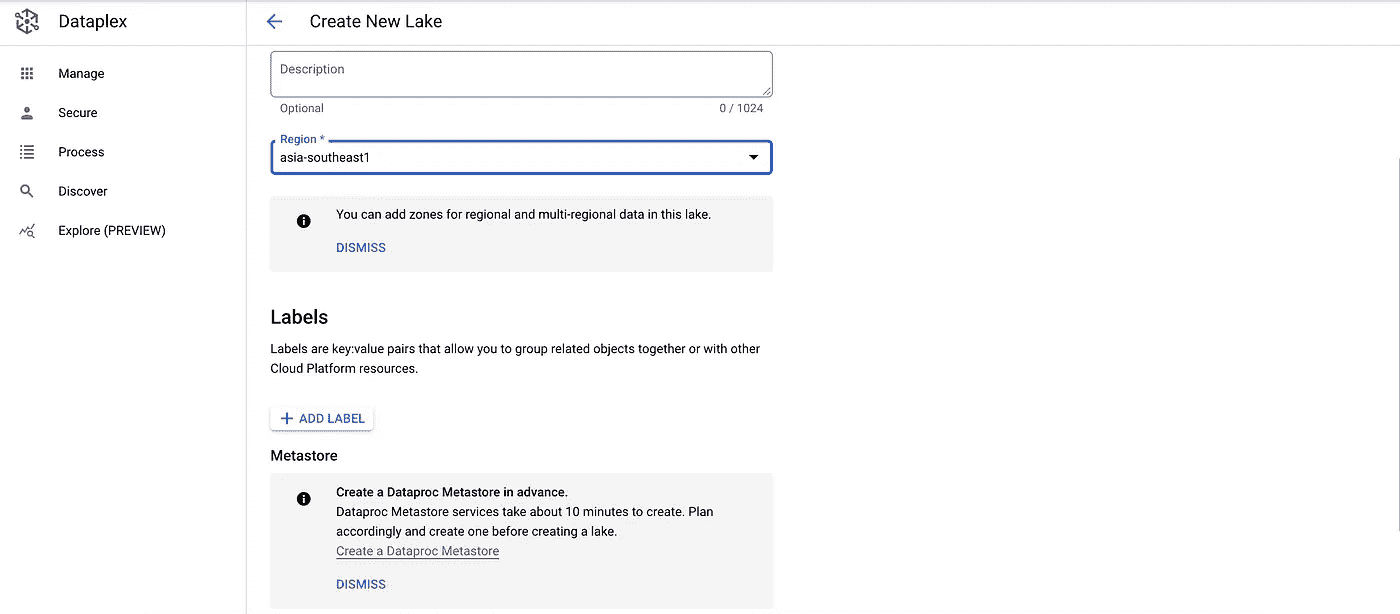 Dataplex
Create New Lake
Manage
Secure
Process
Discover
Explore (PREVIEW)
Description
Optional
0 / 1024
Region *
asia-southeast1
You can add zones for regional and multi-regional data in this lake.
DISMISS
Labels
Labels are key:value pairs that allow you to group related objects together or with other
Cloud Platform resources.
ADD LABEL
Metastore
Create a Dataproc Metastore in advance.
Dataproc Metastore services take about 10 minutes to create. Plan
accordingly and create one before creating a lake.
Create a Dataproc Metastore
DISMISS